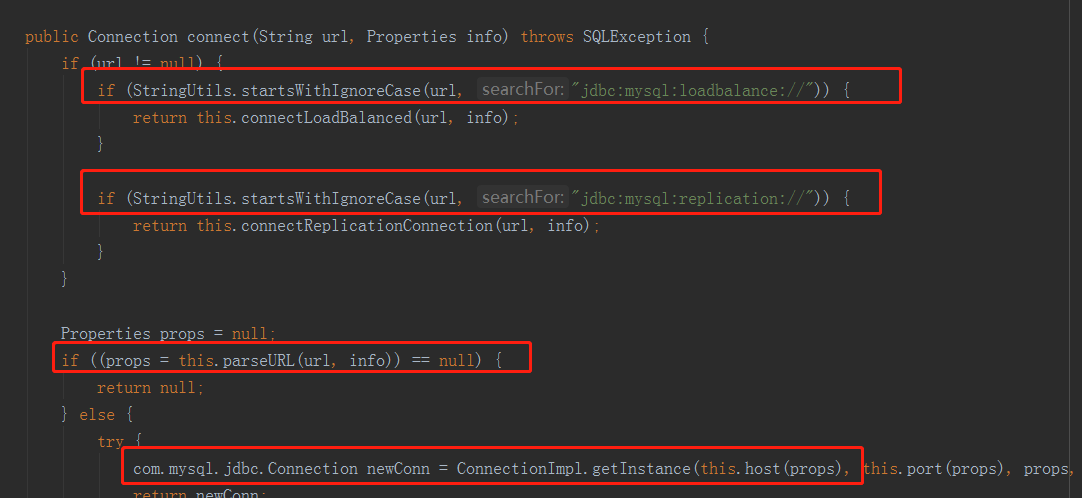 public Connection connect(String url, Properties info) throws SQLException {
if (url != null) {
if (StringUtils.startsWithIgnoreCase(url, searchFor: "jdbc:mysql:loadbalance://")) {
return this.connectLoadBalanced(url, info);
}
if (StringUtils.startsWithIgnoreCase(url, searchFor: "jdbc:mysql:replication://")) {
return this.connectReplicationConnection(url, info);
}
}
Properties props = null;
if ((props = this.parseURL(url, info)) == null) {
return null;
} else {
try {
com.mysql.jdbc.Connection newConn = ConnectionImpl.getInstance(this.host(props), this.port(props), props,
return newConn;